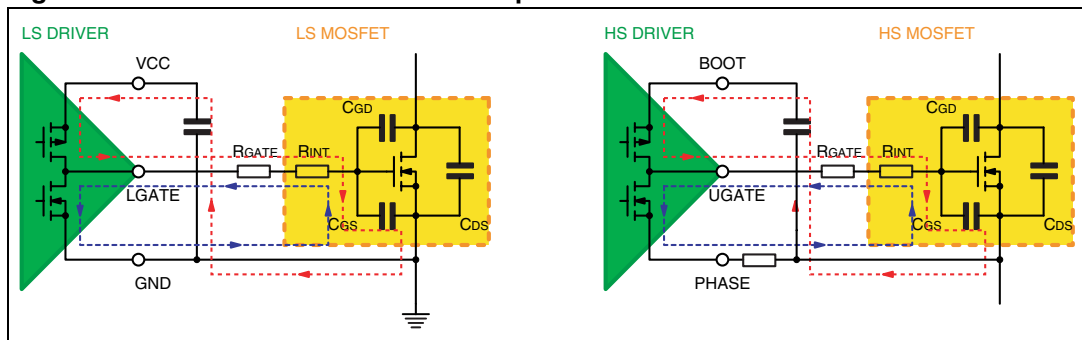 LS DRIVER
LS MOSFET
VCC
CGD
RGATE
RINT
LGATE
CGS
CDS
GND
HS DRIVER
HS MOSFET
BOOT
CGD
RGATE
RINT
UGATE
CGS
CDS
PHASE